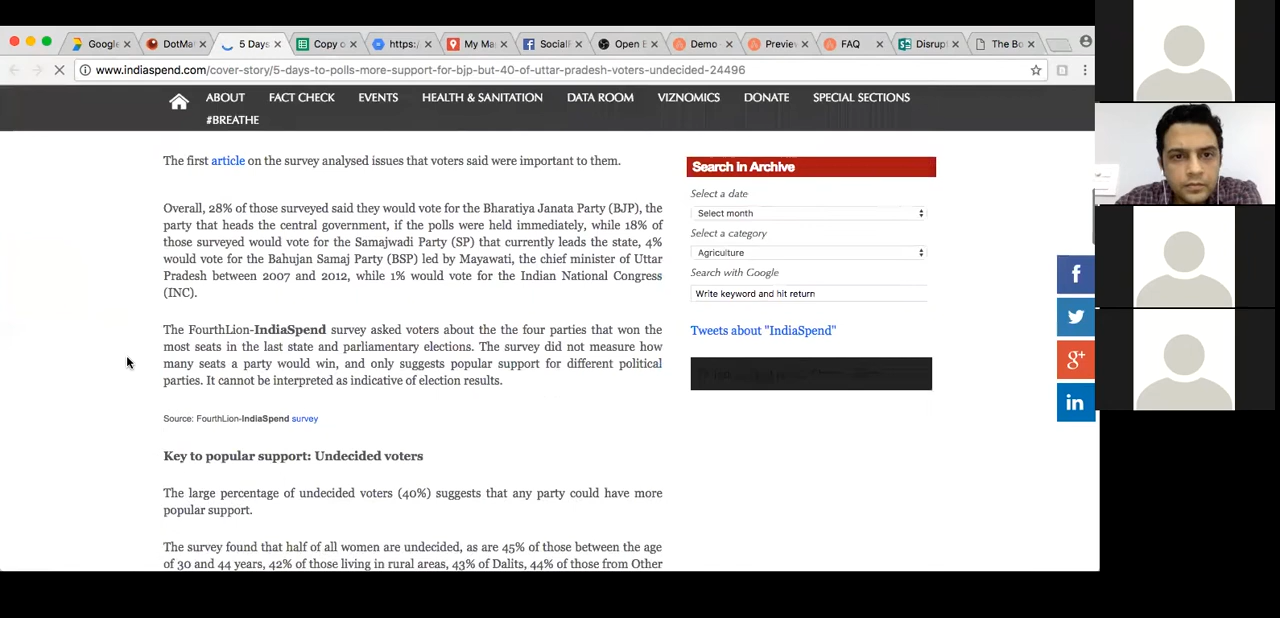 Google
DotMa
5 Days
Copy o
https:/
My Ma
SocialF
Open E
Demo
Preview
FAQ
Disrupt
The Bo
www.indiaspend.com/cover-story/5-days-to-polls-more-support-for-bjp-but-40-of-uttar-pradesh-voters-undecided-24496
ABOUT FACT CHECK EVENTS HEALTH & SANITATION DATA ROOM VIZNOMICS DONATE SPECIAL SECTIONS
#BREATHE
The first article on the survey analysed issues that voters said were important to them.
Overall, 28% of those surveyed said they would vote for the Bharatiya Janata Party (BJP), the
party that heads the central government, if the polls were held immediately, while 18% of
those surveyed would vote for the Samajwadi Party (SP) that currently leads the state, 4%
would vote for the Bahujan Samaj Party (BSP) led by Mayawati, the chief minister of Uttar
Pradesh between 2007 and 2012, while 1% would vote for the Indian National Congress
(INC).
The FourthLion-IndiaSpend survey asked voters about the the four parties that won the
most seats in the last state and parliamentary elections. The survey did not measure how
many seats a party would win, and only suggests popular support for different political
parties. It cannot be interpreted as indicative of election results.
Source: FourthLion-IndiaSpend survey
Key to popular support: Undecided voters
The large percentage of undecided voters (40%) suggests that any party could have more
popular support.
The survey found that half of all women are undecided, as are 45% of those between the age
of 30 and 44 years, 42% of those living in rural areas, 43% of Dalits, 44% of those from Other
Search in Archive
Select a date
Select month
Select a category
Agriculture
Search with Google
Write keyword and hit return
Tweets about "IndiaSpend"
f
g+
in